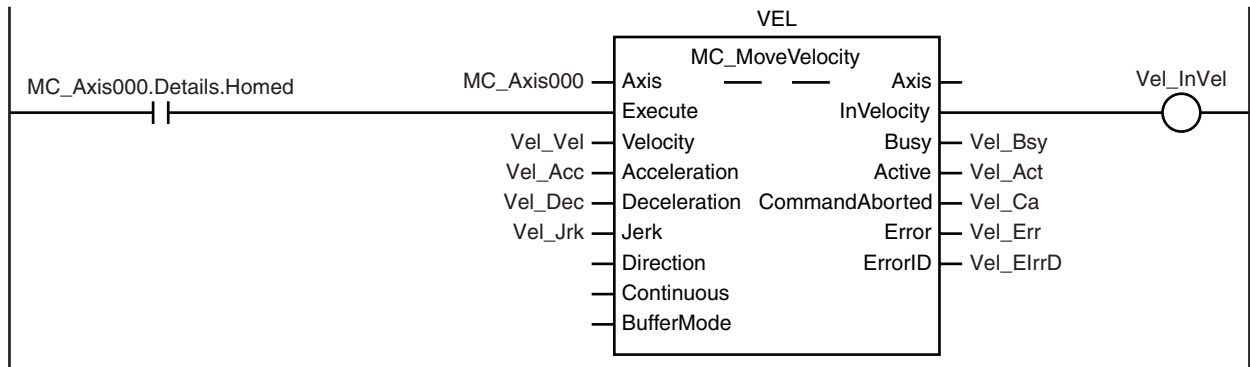 VEL
MC_MoveVelocity
MC_Axis000.Details.Homed
MC_Axis000 Axis Axis
Vel_InVel
Execute InVelocity
Vel_Vel Velocity Busy Vel_Bsy
Vel_Acc Acceleration Active Vel_Act
Vel_Dec Deceleration CommandAborted Vel_Ca
Vel_Jrk Jerk Error Vel_Err
Direction ErrorID Vel_EIrrD
Continuous
BufferMode